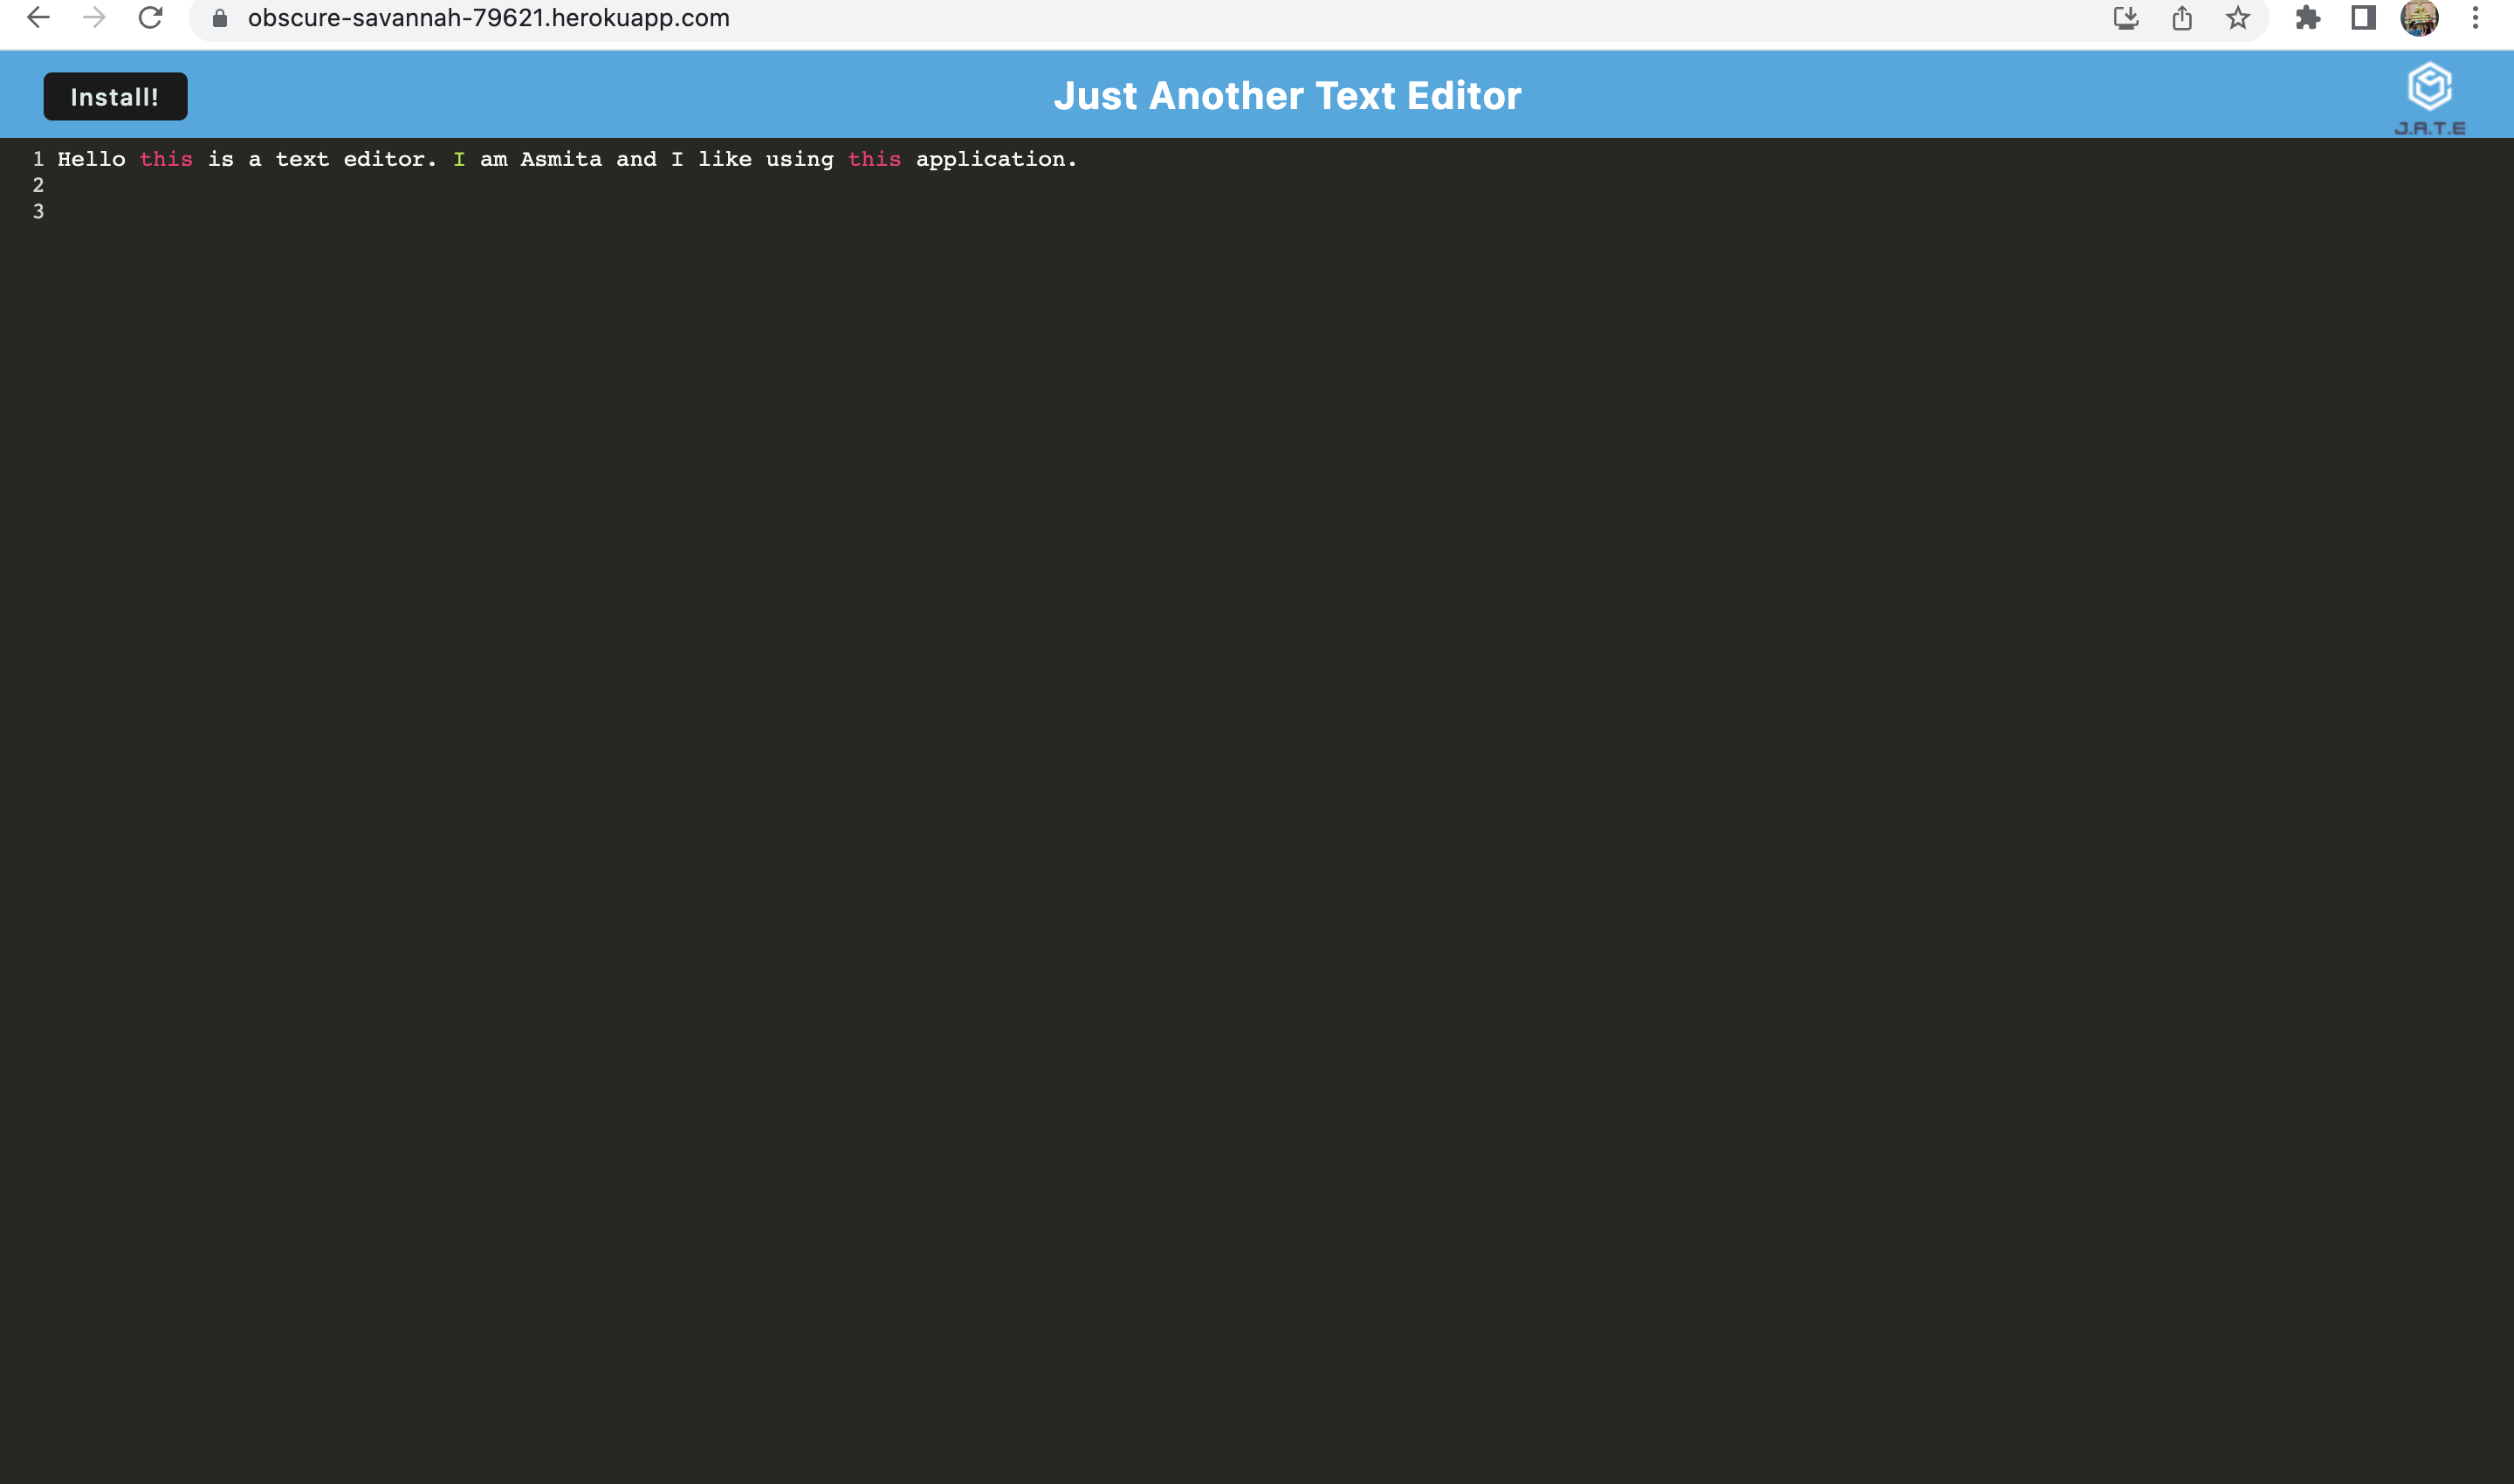 obscure-savannah-79621.herokuapp.com
Install!
Just Another Text Editor
J.A.T.E
1 Hello this is a text editor. I am Asmita and I like using this application.
2
3